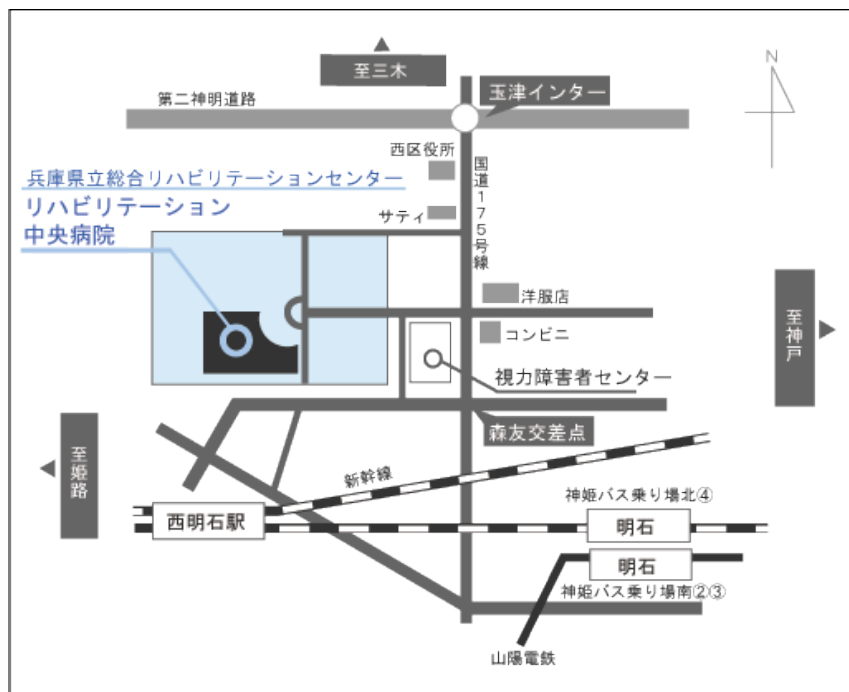 至三木
N
第二神明道路
玉津インター
西区役所
国道175号線
兵庫県立総合リハビリテーションセンター
リハビリテーション
中央病院
サティ
洋服店
至神戸
コンビニ
視力障害者センター
森友交差点
至姫路
新幹線
神姫バス乗り場北④
西明石駅
明石
明石
神姫バス乗り場南②③
山陽電鉄